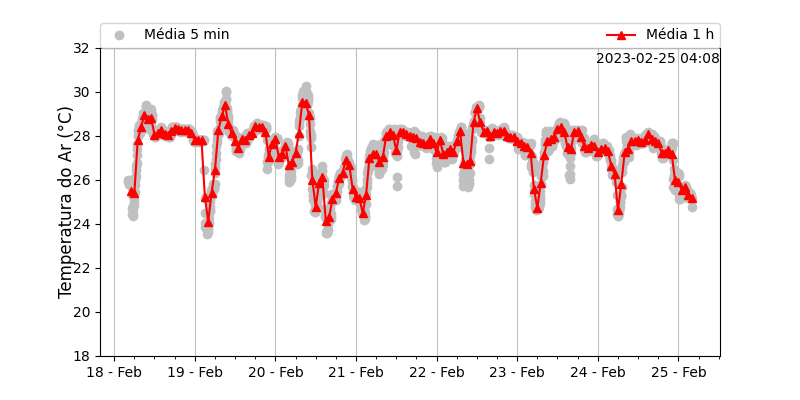 Média 5 min
Média 1 h
2023-02-25 04:08
Temperatura do Ar (°C)
32
30
28
26
24
22
20
18
18 - Feb
19 - Feb
20 - Feb
21 - Feb
22 - Feb
23 - Feb
24 - Feb
25 - Feb